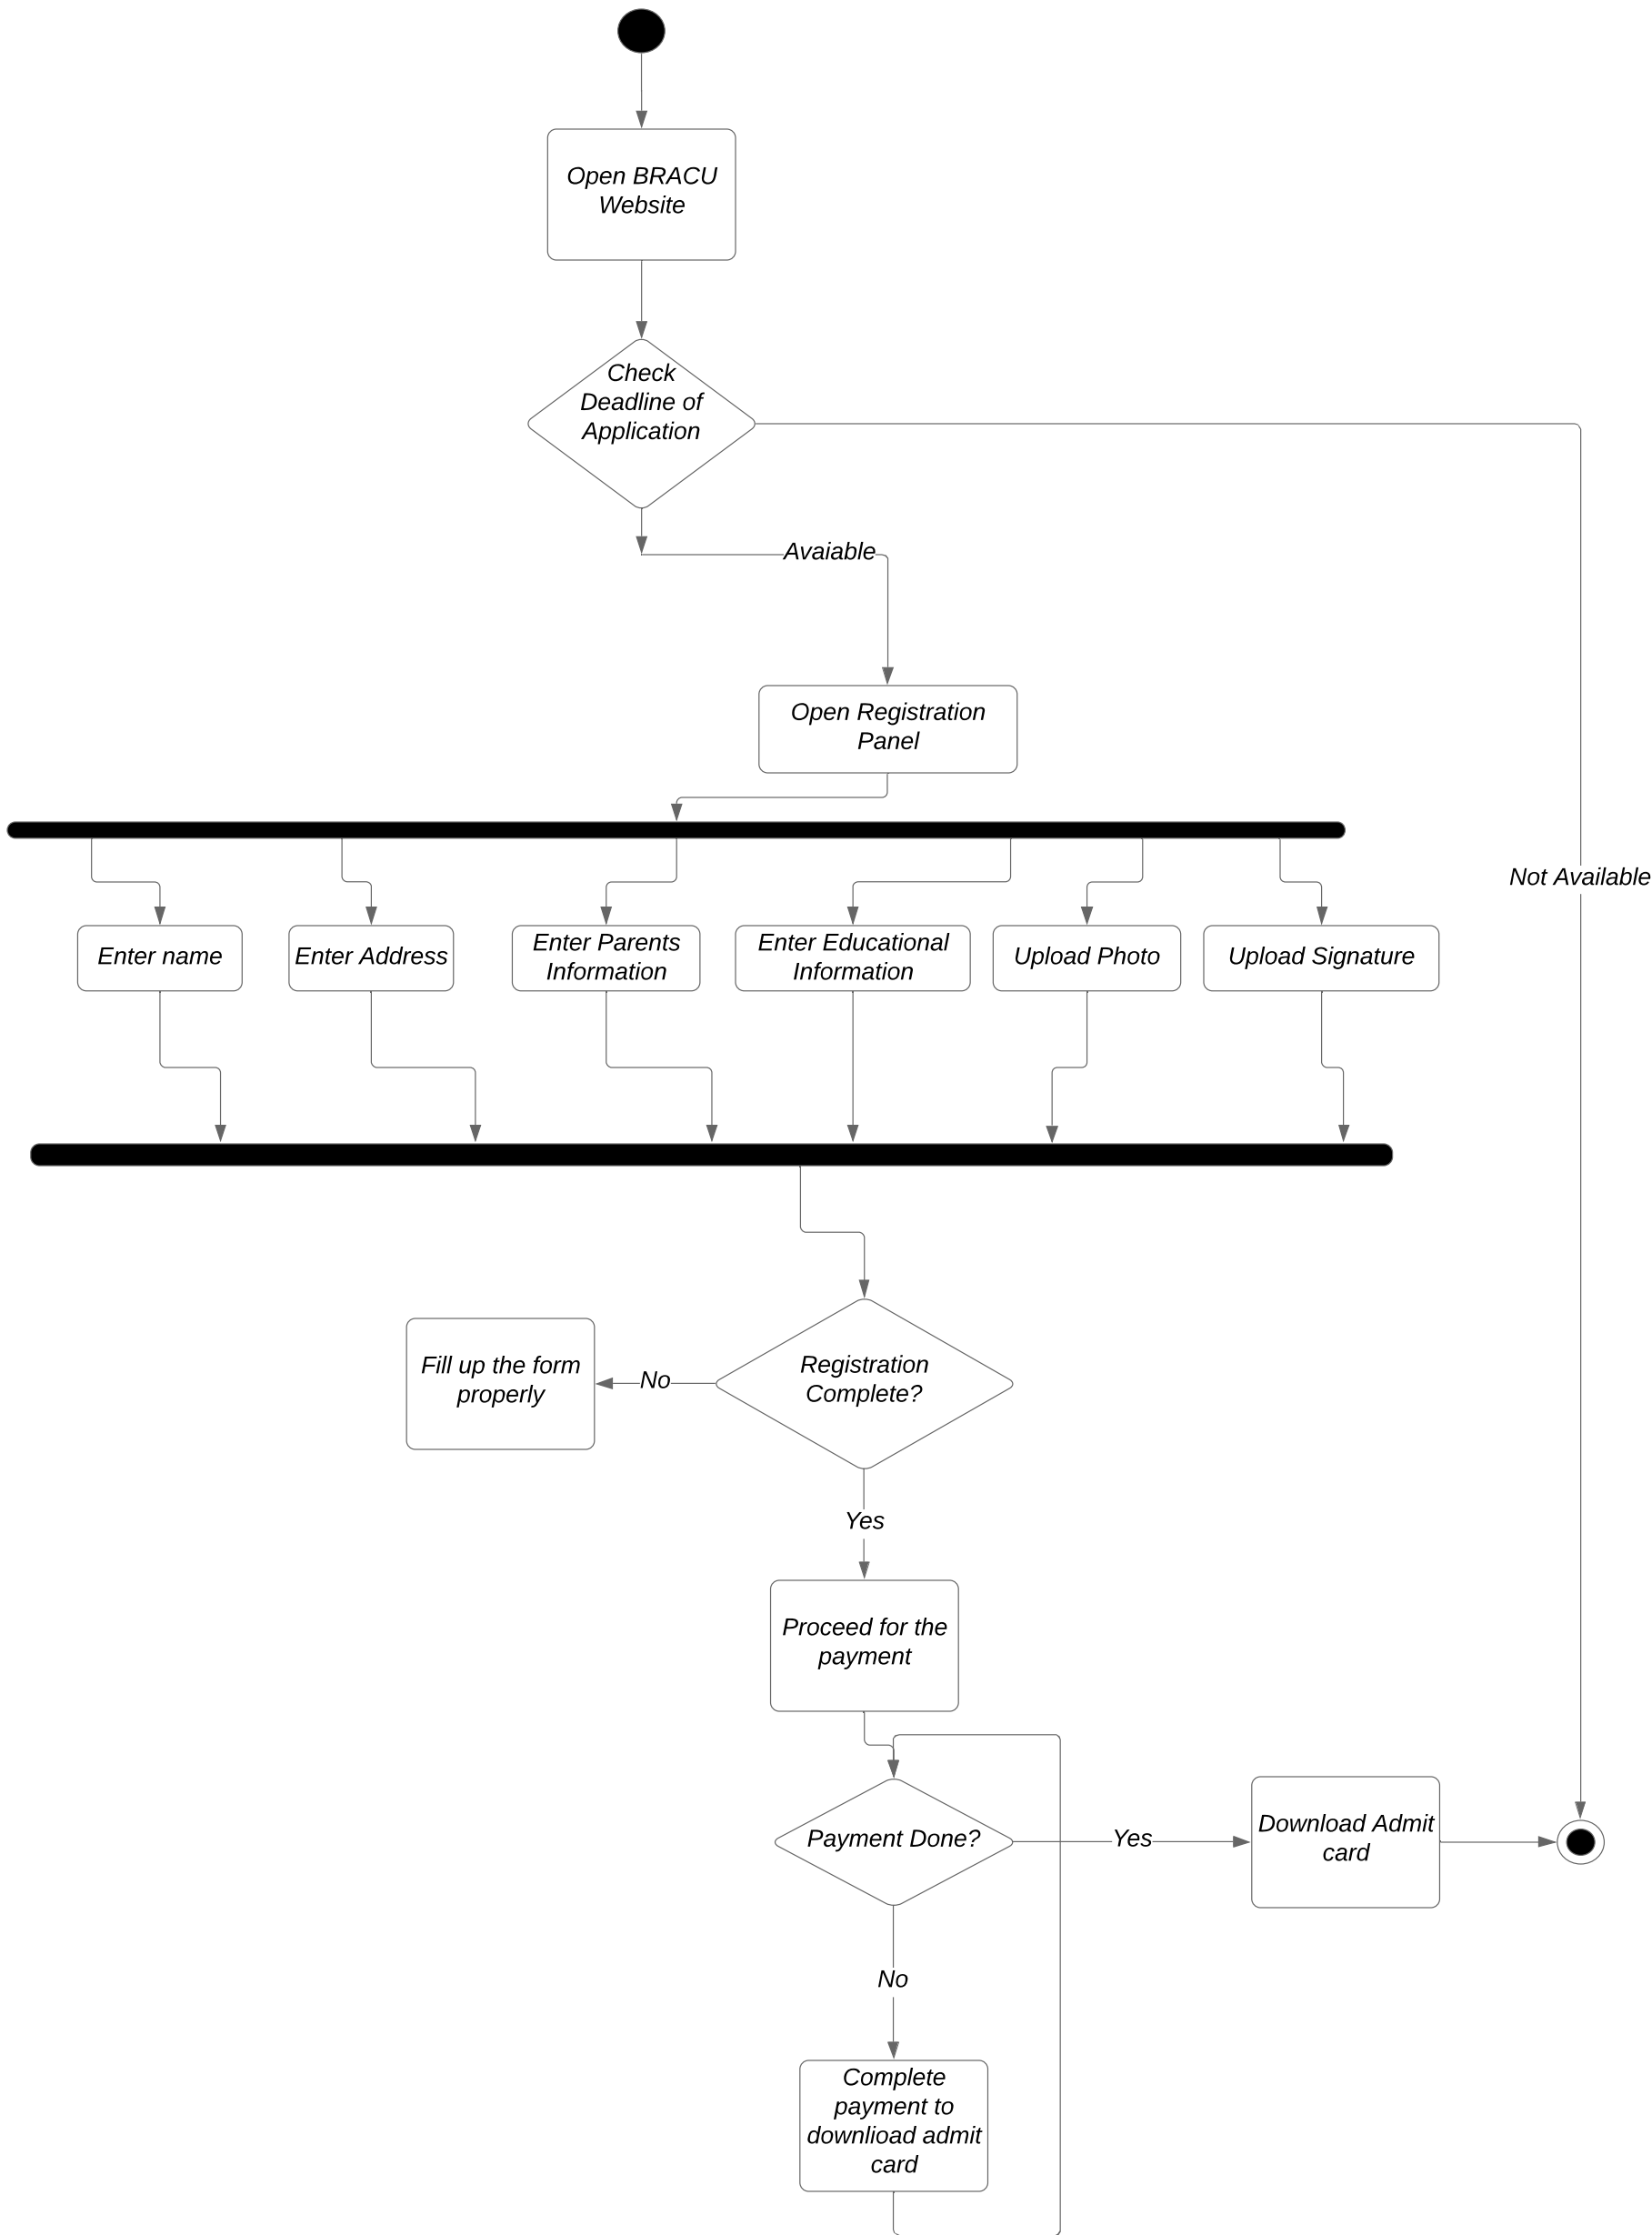 Open BRACU
Website
Check
Deadline of
Application
Avaiable
Open Registration
Panel
Not Available
Enter name
Enter Address
Enter Parents
Information
Enter Educational
Information
Upload Photo
Upload Signature
Fill up the form
properly
No
Registration
Complete?
Yes
Proceed for the
payment
Payment Done?
Yes
Download Admit
card
No
Complete
payment to
downlioad admit
card